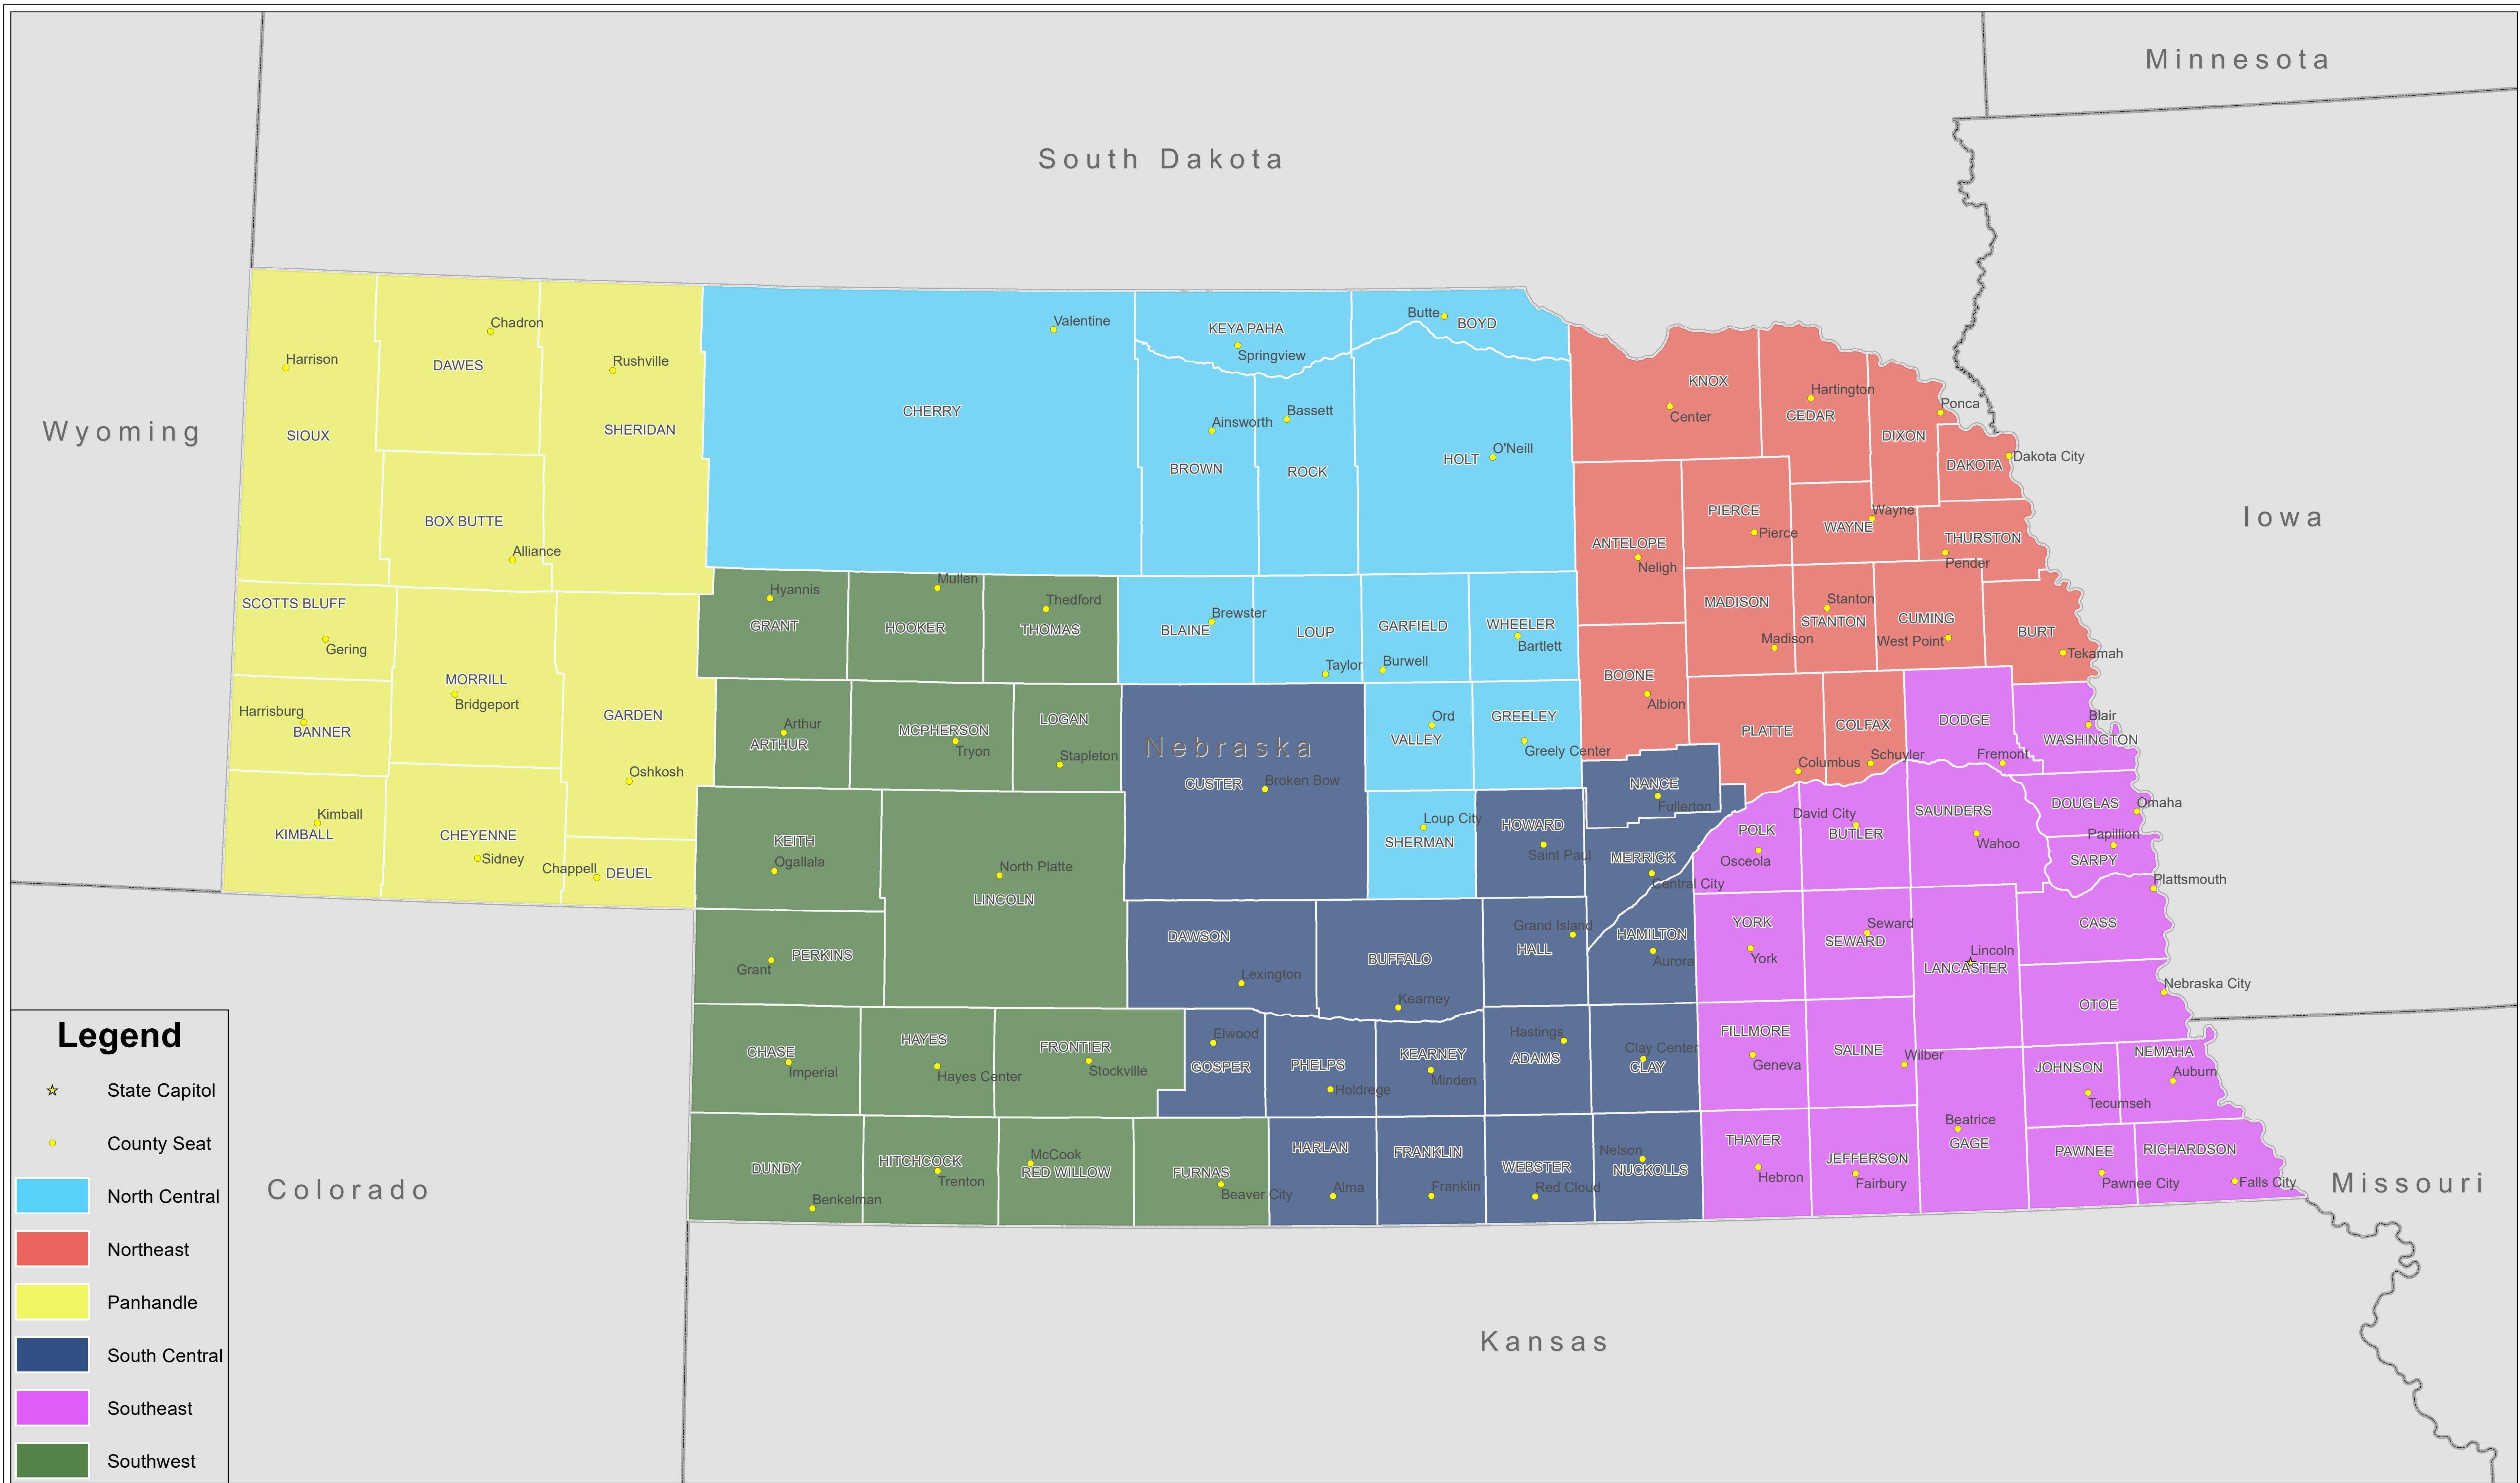 Minnesota
South Dakota
Wyoming
Iowa
Nebraska
Colorado
Kansas
Missouri
Harrison
SIOUX
Chadron
DAWES
Rushville
SHERIDAN
BOX BUTTE
Alliance
SCOTTS BLUFF
Gering
Harrisburg
BANNER
MORRILL
Bridgeport
GARDEN
Oshkosh
Kimball
KIMBALL
CHEYENNE
Sidney
Chappell
DEUEL
Valentine
CHERRY
KEYA PAHA
Springview
Butte
BOYD
Ainsworth
BROWN
Bassett
ROCK
O'Neill
HOLT
Brewster
BLAINE
LOUP
Taylor
GARFIELD
Burwell
WHEELER
Bartlett
Ord
VALLEY
GREELEY
Greely Center
Loup City
SHERMAN
KNOX
Center
Hartington
CEDAR
Ponca
DIXON
DAKOTA
Dakota City
PIERCE
Pierce
Wayne
WAYNE
THURSTON
Pender
ANTELOPE
Neligh
MADISON
Madison
Stanton
STANTON
CUMING
West Point
BURT
Tekamah
BOONE
Albion
PLATTE
Columbus
COLFAX
Schuyler
Hyannis
GRANT
Mullen
HOOKER
Thedford
THOMAS
Arthur
ARTHUR
MCPHERSON
Tryon
LOGAN
Stapleton
KEITH
Ogallala
North Platte
LINCOLN
PERKINS
Grant
CHASE
Imperial
HAYES
Hayes Center
FRONTIER
Stockville
DUNDY
Benkelman
HITCHCOCK
Trenton
McCook
RED WILLOW
FURNAS
Beaver City
CUSTER
Broken Bow
NANCE
Fullerton
HOWARD
Saint Paul
MERRICK
Central City
DAWSON
Lexington
BUFFALO
Kearney
Grand Island
HALL
HAMILTON
Aurora
Elwood
GOSPER
PHELPS
Holdrege
KEARNEY
Minden
Hastings
ADAMS
Clay Center
CLAY
HARLAN
Alma
FRANKLIN
Franklin
WEBSTER
Red Cloud
Nelson
NUCKOLLS
DODGE
Fremont
Blair
WASHINGTON
POLK
Osceola
David City
BUTLER
SAUNDERS
Wahoo
DOUGLAS
Omaha
Papillion
SARPY
Plattsmouth
CASS
YORK
York
Seward
SEWARD
Lincoln
LANCASTER
Nebraska City
OTOE
FILLMORE
Geneva
SALINE
Wilber
JOHNSON
Tecumseh
NEMAHA
Auburn
THAYER
Hebron
JEFFERSON
Fairbury
Beatrice
GAGE
PAWNEE
Pawnee City
RICHARDSON
Falls City
Legend
State Capitol
County Seat
North Central
Northeast
Panhandle
South Central
Southeast
Southwest